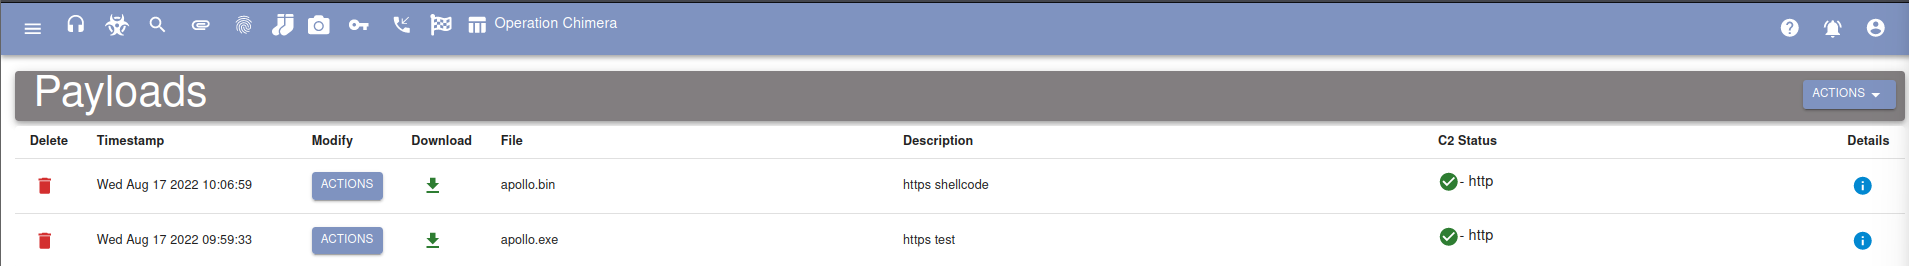 Operation Chimera
Payloads
ACTIONS
Delete Timestamp Modify Download File Description C2 Status Details
Wed Aug 17 2022 10:06:59 ACTIONS apollo.bin https shellcode - http
Wed Aug 17 2022 09:59:33 ACTIONS apollo.exe https test - http